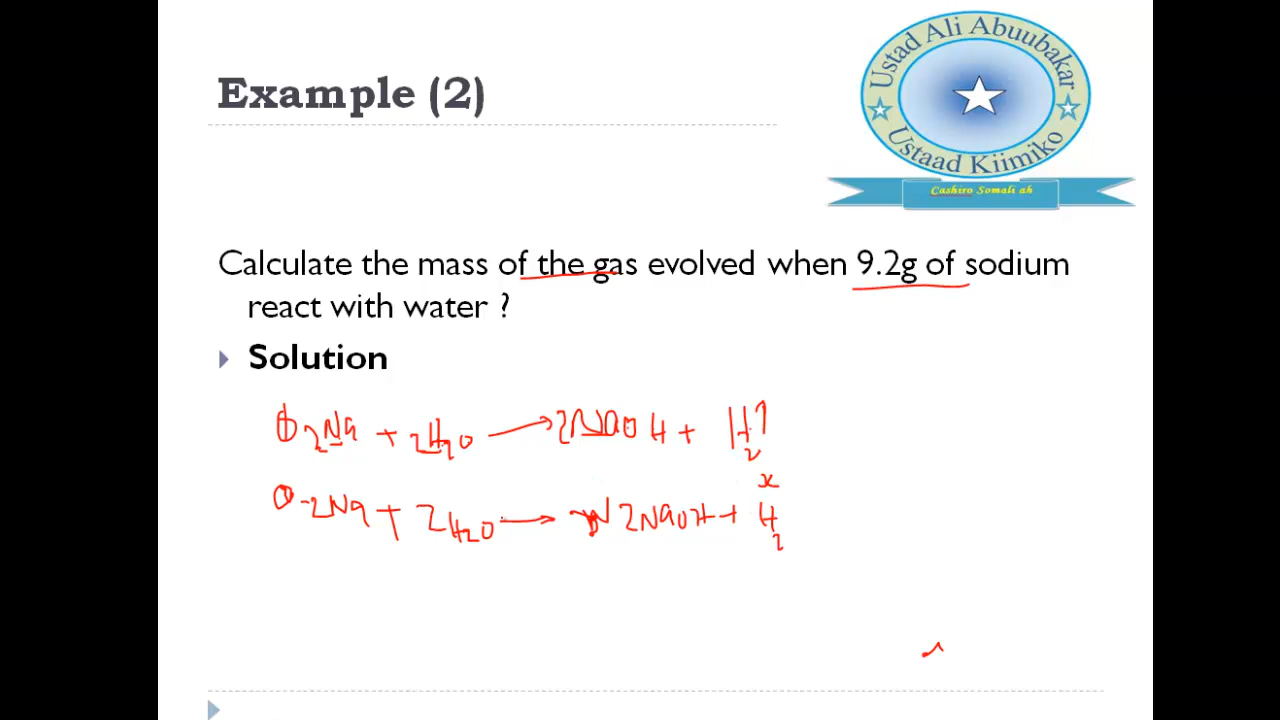 Example (2)
Ustad Ali Abuubakar
Ustaad Kiimiko
Cashiro Somali ah
Calculate the mass of the gas evolved when 9.2g of sodium
react with water ?
Solution
2Na + 2H2O → 2NaOH + H2↑
x
2Na + 2H2O → 2NaOH + H2